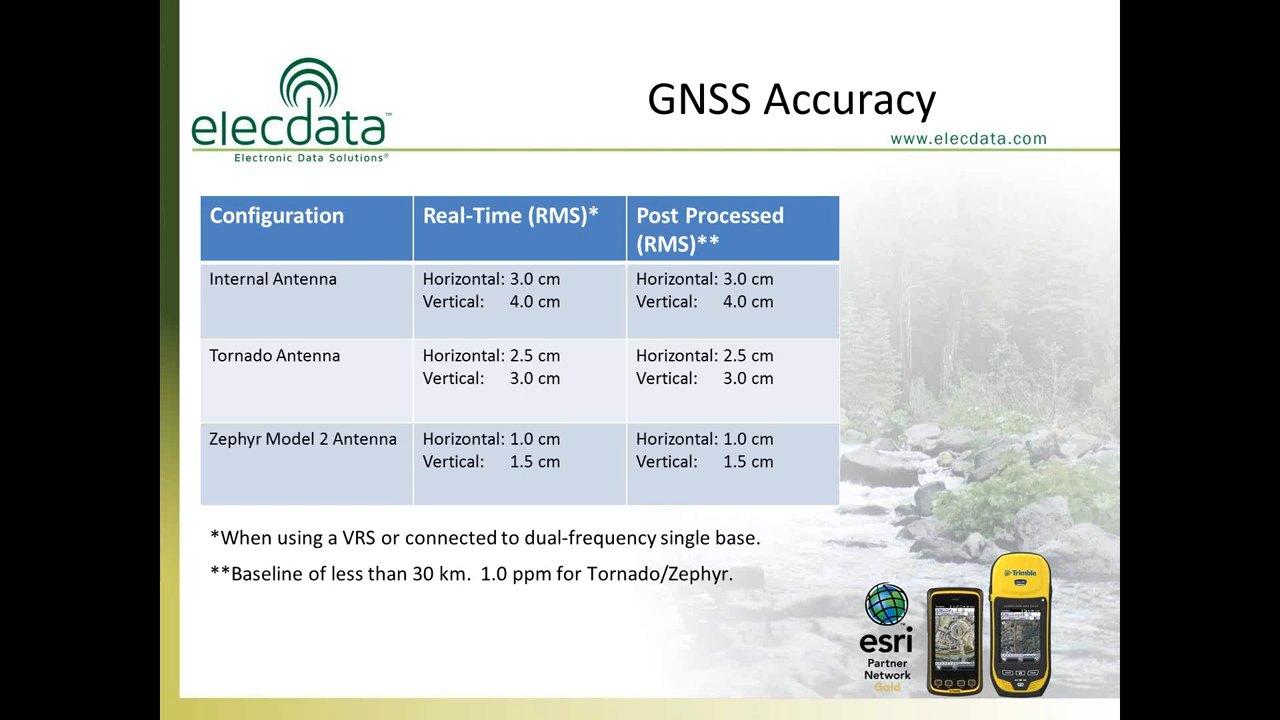 elecdata™
Electronic Data Solutions®
GNSS Accuracy
www.elecdata.com
Configuration
Real-Time (RMS)*
Post Processed
(RMS)**
Internal Antenna
Horizontal: 3.0 cm
Vertical: 4.0 cm
Horizontal: 3.0 cm
Vertical: 4.0 cm
Tornado Antenna
Horizontal: 2.5 cm
Vertical: 3.0 cm
Horizontal: 2.5 cm
Vertical: 3.0 cm
Zephyr Model 2 Antenna
Horizontal: 1.0 cm
Vertical: 1.5 cm
Horizontal: 1.0 cm
Vertical: 1.5 cm
*When using a VRS or connected to dual-frequency single base.
**Baseline of less than 30 km. 1.0 ppm for Tornado/Zephyr.
esri
Partner
Network
Gold
Trimble